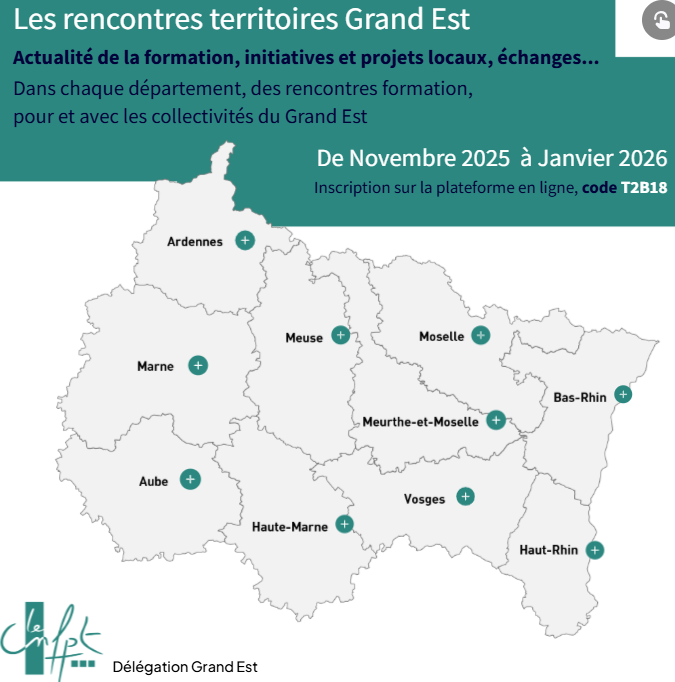 Les rencontres territoires Grand Est
Actualité de la formation, initiatives et projets locaux, échanges...
Dans chaque département, des rencontres formation,
pour et avec les collectivités du Grand Est
De Novembre 2025 à Janvier 2026
Inscription sur la plateforme en ligne, code T2B18
Ardennes
Meuse
Moselle
Marne
Bas-Rhin
Meurthe-et-Moselle
Aube
Vosges
Haute-Marne
Haut-Rhin
le cnfpt
Délégation Grand Est